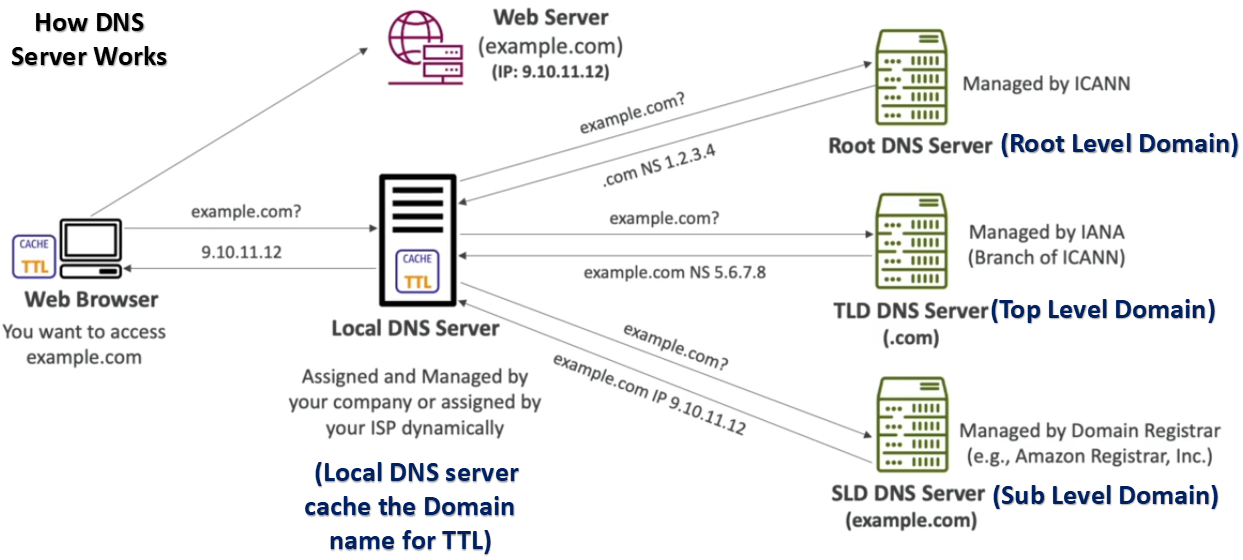 How DNS
Server Works
Web Server
(example.com)
(IP: 9.10.11.12)
example.com?
.com NS 1.2.3.4
Managed by ICANN
Root DNS Server (Root Level Domain)
CACHE
TTL
Web Browser
You want to access
example.com
example.com?
9.10.11.12
CACHE
TTL
Local DNS Server
Assigned and Managed by
your company or assigned by
your ISP dynamically
(Local DNS server
cache the Domain
name for TTL)
example.com?
example.com NS 5.6.7.8
Managed by IANA
(Branch of ICANN)
TLD DNS Server (Top Level Domain)
(.com)
example.com?
example.com IP 9.10.11.12
Managed by Domain Registrar
(e.g., Amazon Registrar, Inc.)
SLD DNS Server (Sub Level Domain)
(example.com)